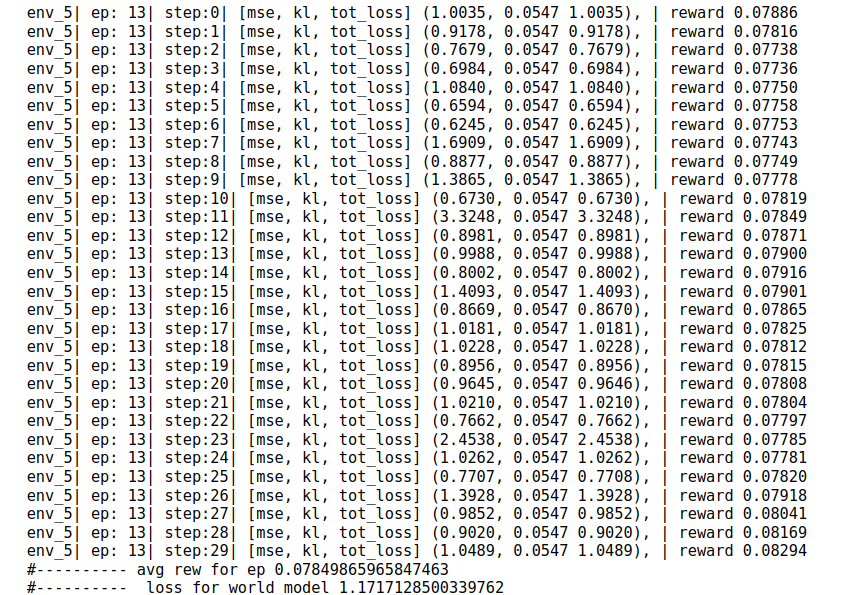 env_5| ep: 13| step:0| [mse, kl, tot_loss] (1.0035, 0.0547 1.0035), | reward 0.07886
env_5| ep: 13| step:1| [mse, kl, tot_loss] (0.9178, 0.0547 0.9178), | reward 0.07816
env_5| ep: 13| step:2| [mse, kl, tot_loss] (0.7679, 0.0547 0.7679), | reward 0.07738
env_5| ep: 13| step:3| [mse, kl, tot_loss] (0.6984, 0.0547 0.6984), | reward 0.07736
env_5| ep: 13| step:4| [mse, kl, tot_loss] (1.0840, 0.0547 1.0840), | reward 0.07750
env_5| ep: 13| step:5| [mse, kl, tot_loss] (0.6594, 0.0547 0.6594), | reward 0.07758
env_5| ep: 13| step:6| [mse, kl, tot_loss] (0.6245, 0.0547 0.6245), | reward 0.07753
env_5| ep: 13| step:7| [mse, kl, tot_loss] (1.6909, 0.0547 1.6909), | reward 0.07743
env_5| ep: 13| step:8| [mse, kl, tot_loss] (0.8877, 0.0547 0.8877), | reward 0.07749
env_5| ep: 13| step:9| [mse, kl, tot_loss] (1.3865, 0.0547 1.3865), | reward 0.07778
env_5| ep: 13| step:10| [mse, kl, tot_loss] (0.6730, 0.0547 0.6730), | reward 0.07819
env_5| ep: 13| step:11| [mse, kl, tot_loss] (3.3248, 0.0547 3.3248), | reward 0.07849
env_5| ep: 13| step:12| [mse, kl, tot_loss] (0.8981, 0.0547 0.8981), | reward 0.07871
env_5| ep: 13| step:13| [mse, kl, tot_loss] (0.9988, 0.0547 0.9988), | reward 0.07900
env_5| ep: 13| step:14| [mse, kl, tot_loss] (0.8002, 0.0547 0.8002), | reward 0.07916
env_5| ep: 13| step:15| [mse, kl, tot_loss] (1.4093, 0.0547 1.4093), | reward 0.07901
env_5| ep: 13| step:16| [mse, kl, tot_loss] (0.8669, 0.0547 0.8670), | reward 0.07865
env_5| ep: 13| step:17| [mse, kl, tot_loss] (1.0181, 0.0547 1.0181), | reward 0.07825
env_5| ep: 13| step:18| [mse, kl, tot_loss] (1.0228, 0.0547 1.0228), | reward 0.07812
env_5| ep: 13| step:19| [mse, kl, tot_loss] (0.8956, 0.0547 0.8956), | reward 0.07815
env_5| ep: 13| step:20| [mse, kl, tot_loss] (0.9645, 0.0547 0.9646), | reward 0.07808
env_5| ep: 13| step:21| [mse, kl, tot_loss] (1.0210, 0.0547 1.0210), | reward 0.07804
env_5| ep: 13| step:22| [mse, kl, tot_loss] (0.7662, 0.0547 0.7662), | reward 0.07797
env_5| ep: 13| step:23| [mse, kl, tot_loss] (2.4538, 0.0547 2.4538), | reward 0.07785
env_5| ep: 13| step:24| [mse, kl, tot_loss] (1.0262, 0.0547 1.0262), | reward 0.07781
env_5| ep: 13| step:25| [mse, kl, tot_loss] (0.7707, 0.0547 0.7708), | reward 0.07820
env_5| ep: 13| step:26| [mse, kl, tot_loss] (1.3928, 0.0547 1.3928), | reward 0.07918
env_5| ep: 13| step:27| [mse, kl, tot_loss] (0.9852, 0.0547 0.9852), | reward 0.08041
env_5| ep: 13| step:28| [mse, kl, tot_loss] (0.9020, 0.0547 0.9020), | reward 0.08169
env_5| ep: 13| step:29| [mse, kl, tot_loss] (1.0489, 0.0547 1.0489), | reward 0.08294
#---------- avg rew for ep 0.07849865965847463
#----------  loss for world model 1.1717128500339762